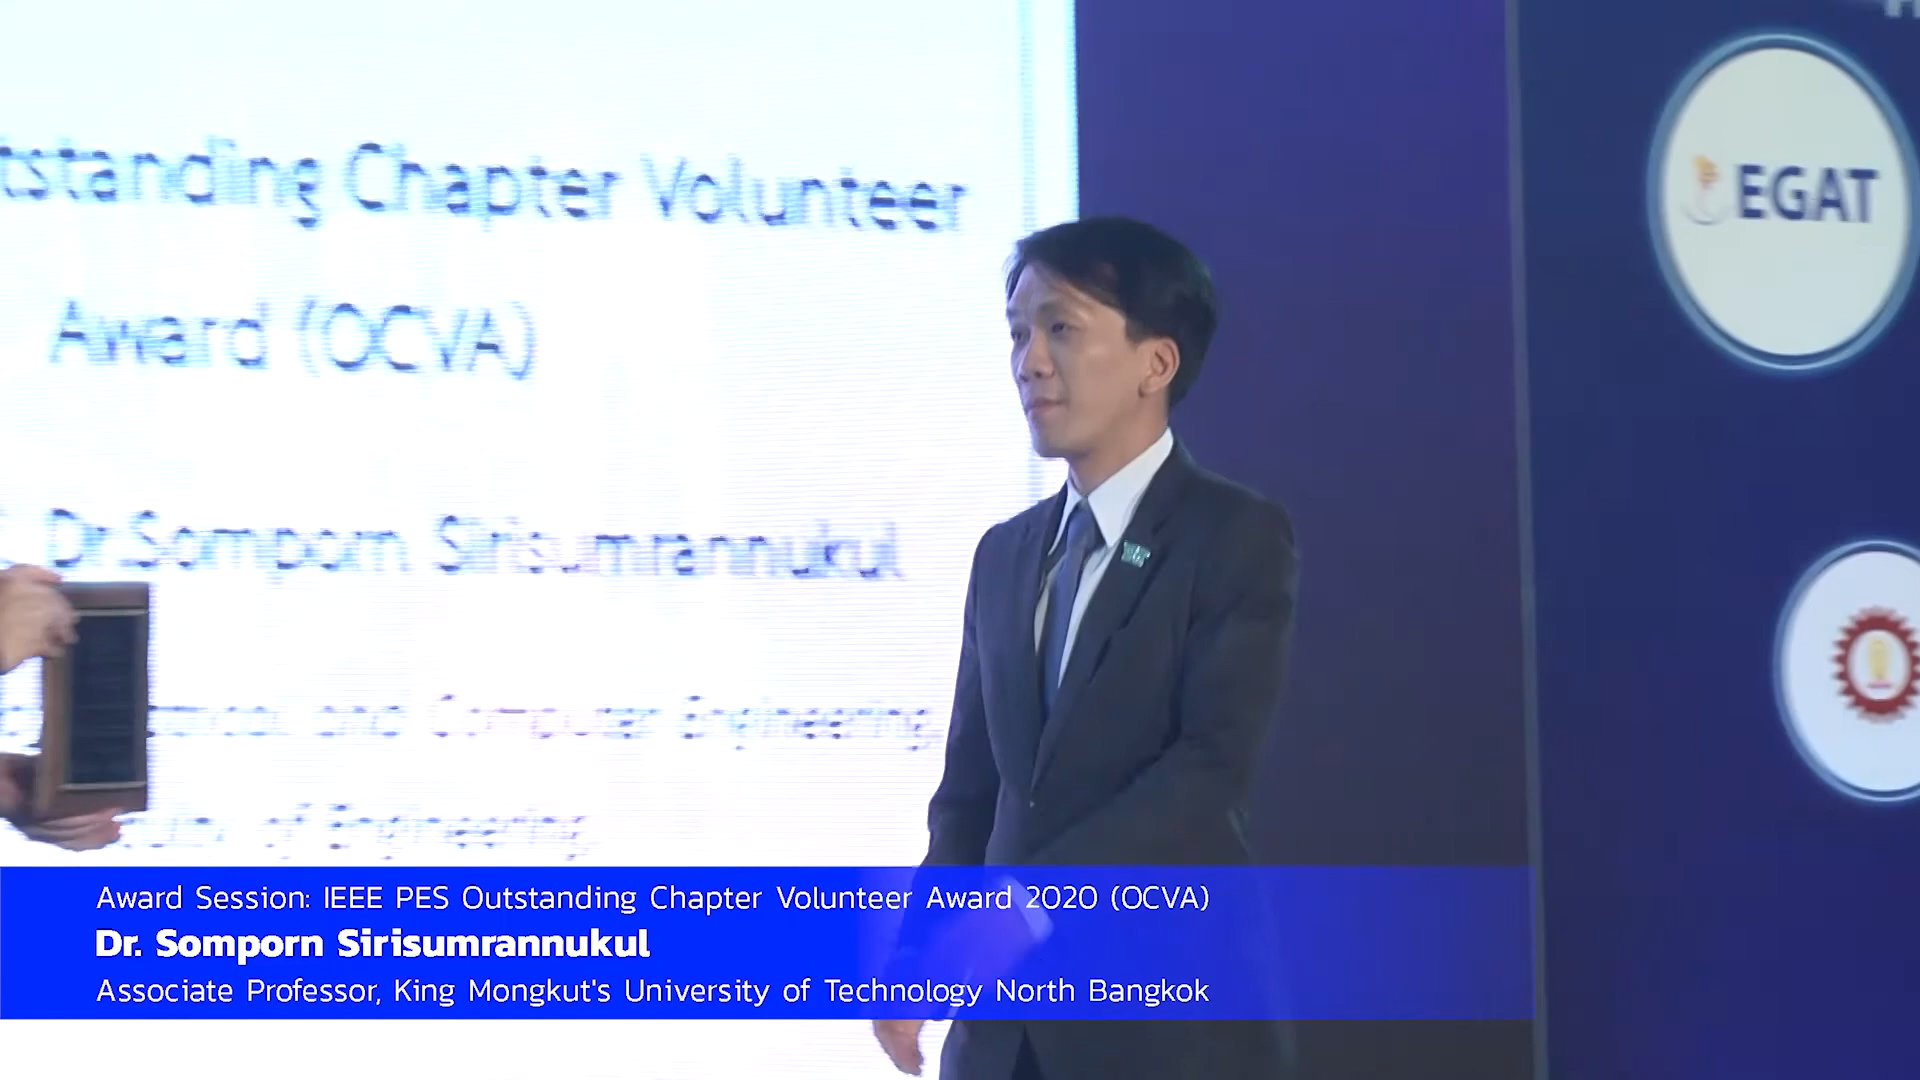 tstanding Chapter Volunteer
Award (OCVA)
Dr.Somporn Sirisumrannukul
and Computer Engineering,
of Engineering
EGAT
Award Session: IEEE PES Outstanding Chapter Volunteer Award 2020 (OCVA)
Dr. Somporn Sirisumrannukul
Associate Professor, King Mongkut's University of Technology North Bangkok